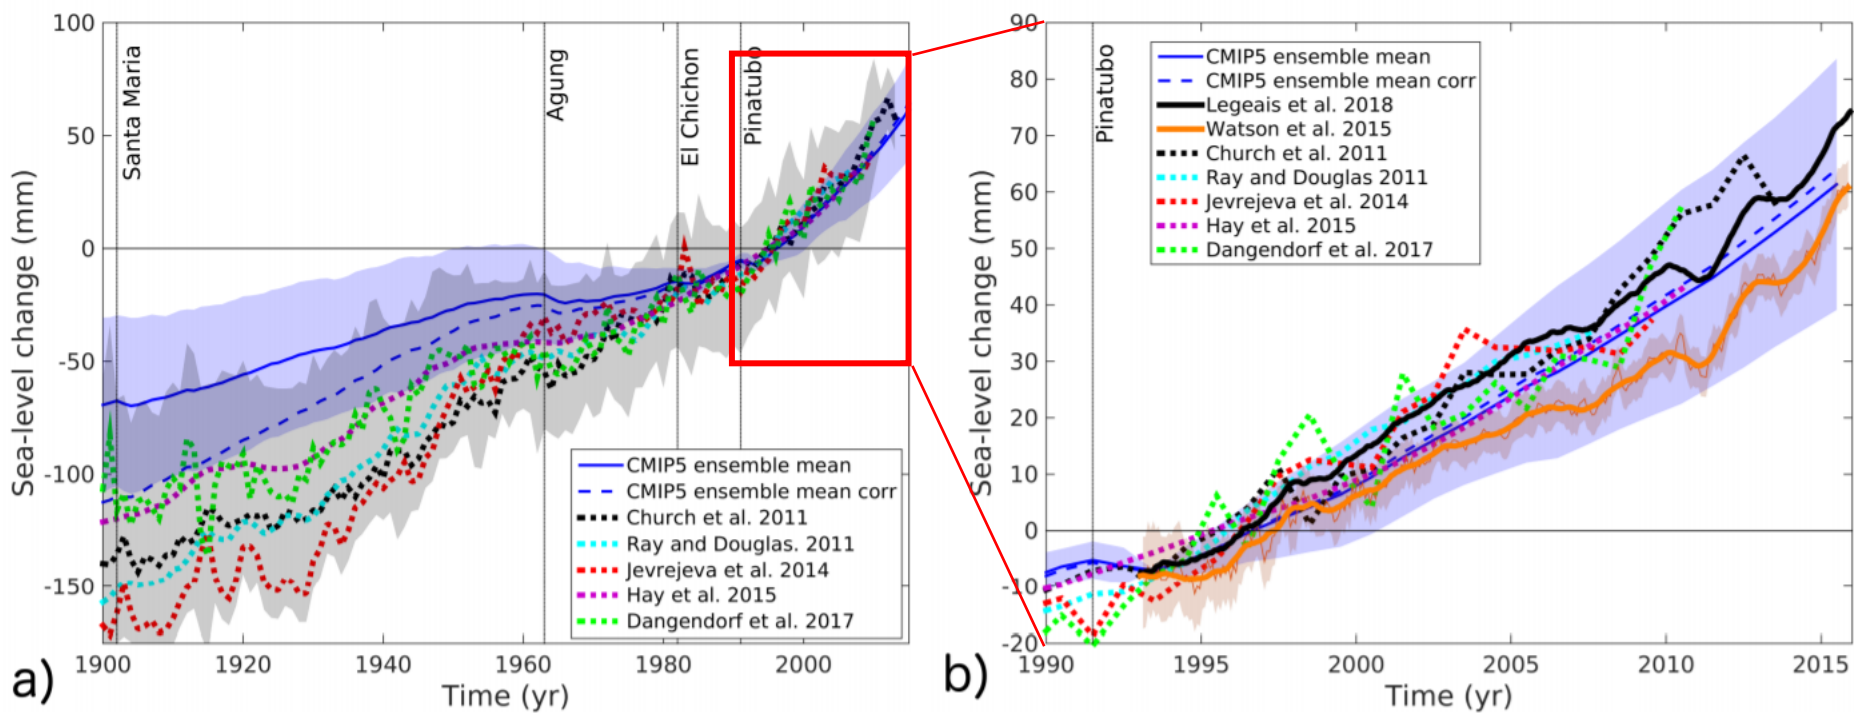 100
50
0
-50
-100
-150
Sea-level change (mm)
Santa Maria
Agung
El Chichon
Pinatubo
CMIP5 ensemble mean
CMIP5 ensemble mean corr
Church et al. 2011
Ray and Douglas. 2011
Jevrejeva et al. 2014
Hay et al. 2015
Dangendorf et al. 2017
1900
1920
1940
1960
1980
2000
Time (yr)
a)
90
80
70
60
50
40
30
20
10
0
-10
-20
Sea-level change (mm)
Pinatubo
CMIP5 ensemble mean
CMIP5 ensemble mean corr
Legeais et al. 2018
Watson et al. 2015
Church et al. 2011
Ray and Douglas 2011
Jevrejeva et al. 2014
Hay et al. 2015
Dangendorf et al. 2017
1990
1995
2000
2005
2010
2015
Time (yr)
b)